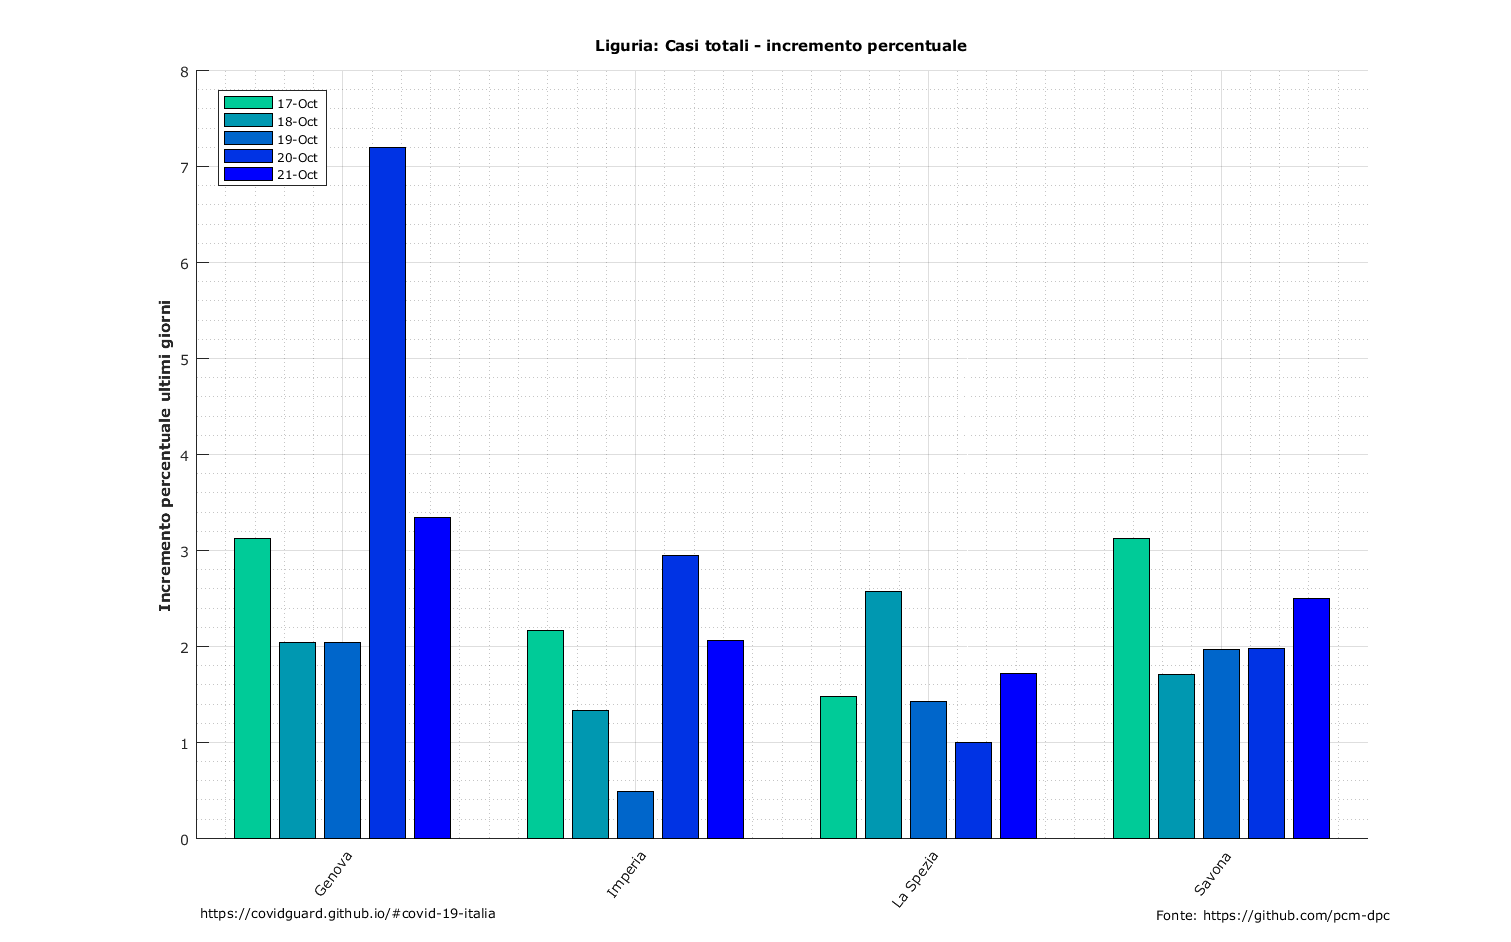 Liguria: Casi totali - incremento percentuale
17-Oct
18-Oct
19-Oct
20-Oct
21-Oct
Incremento percentuale ultimi giorni
8
7
6
5
4
3
2
1
0
Genova
Imperia
La Spezia
Savona
https://covidguard.github.io/#covid-19-italia
Fonte: https://github.com/pcm-dpc